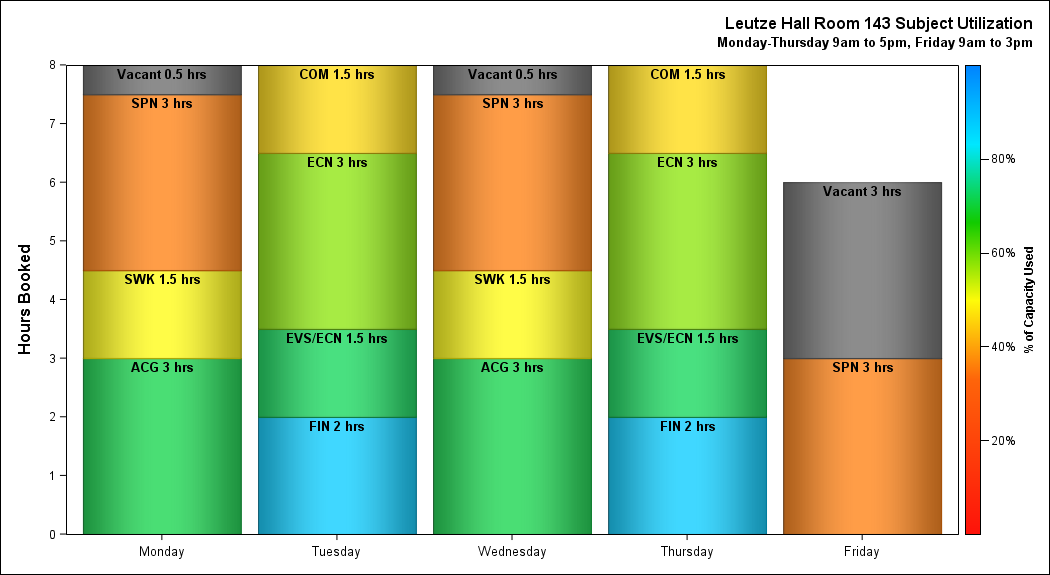 Leutze Hall Room 143 Subject Utilization
Monday-Thursday 9am to 5pm, Friday 9am to 3pm
Hours Booked
8
7
6
5
4
3
2
1
0
Vacant 0.5 hrs
SPN 3 hrs
SWK 1.5 hrs
ACG 3 hrs
COM 1.5 hrs
ECN 3 hrs
EVS/ECN 1.5 hrs
FIN 2 hrs
Vacant 0.5 hrs
SPN 3 hrs
SWK 1.5 hrs
ACG 3 hrs
COM 1.5 hrs
ECN 3 hrs
EVS/ECN 1.5 hrs
FIN 2 hrs
Vacant 3 hrs
SPN 3 hrs
Monday
Tuesday
Wednesday
Thursday
Friday
80%
60%
40%
20%
% of Capacity Used